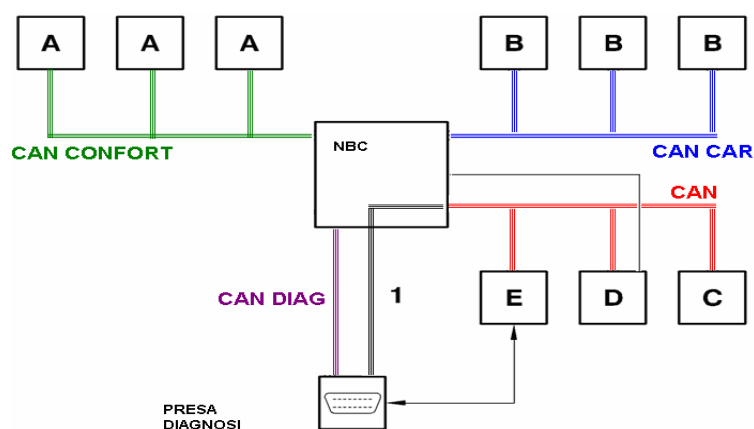 A A A B B B
NBC
CAN CONFORT
CAN CAR
CAN
E D C
CAN DIAG
1
PRESA
DIAGNOSI